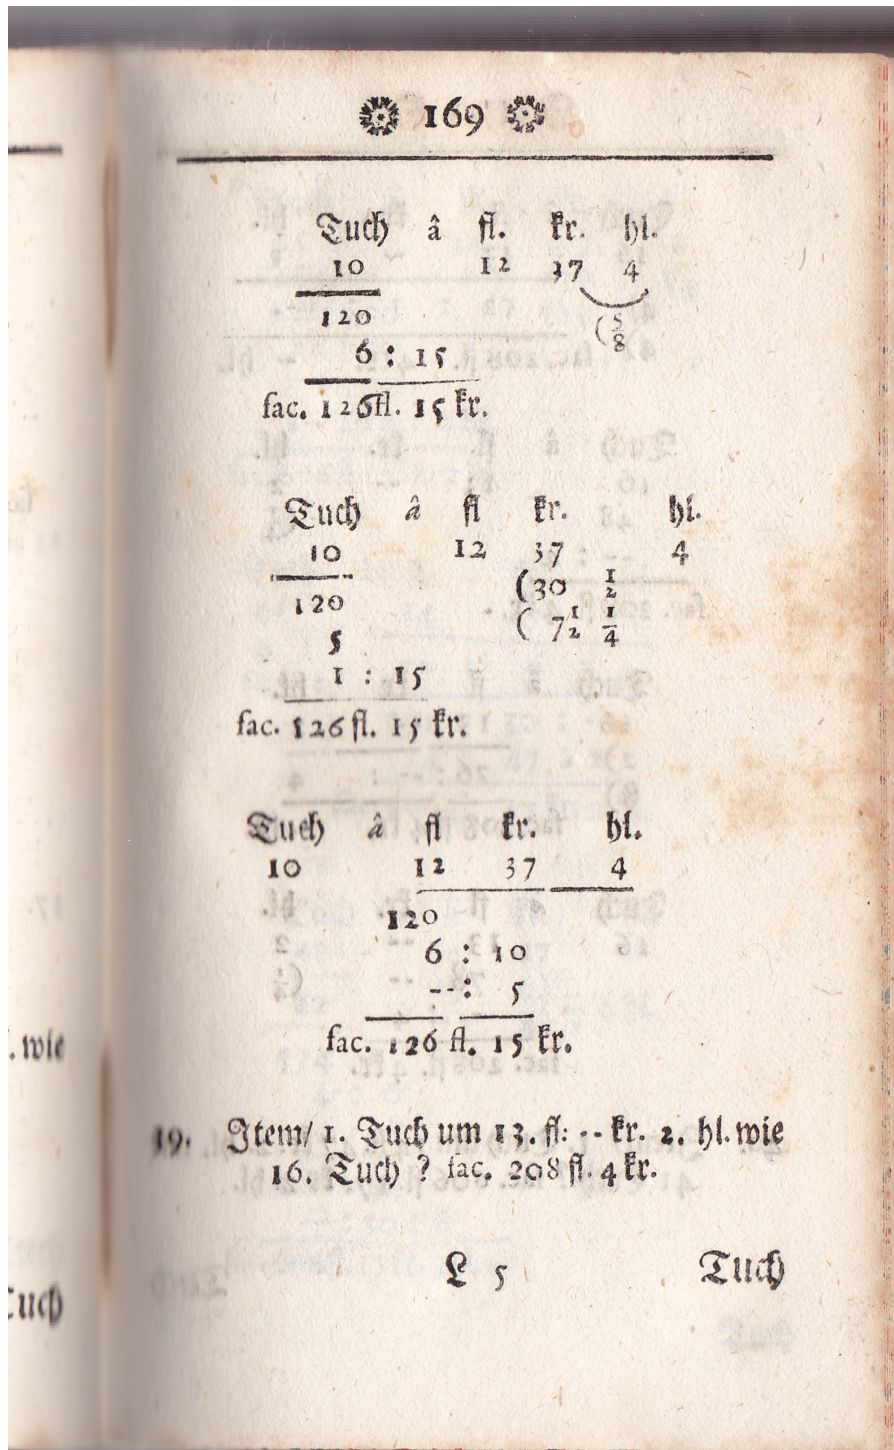 169
Tuch â fl. kr. hl.
10 12 37 4
120 (5/8
6 : 15
fac. 126fl. 15 kr.
Tuch â fl kr. hl.
10 12 37 4
(30 1/2
120
( 7 1/2 1/4
5
1 : 15
fac. 126 fl. 15 kr.
Tuch â fl kr. hl.
10 12 37 4
120
6 : 10
--: 5
fac. 126 fl. 15 kr.
. wie
19. Item/ 1. Tuch um 13. fl: -- kr. 2. hl. wie
16. Tuch ? fac. 208 fl. 4 kr.
L 5 Tuch